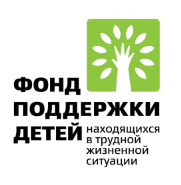 ФОНД
ПОДДЕРЖКИ
ДЕТЕЙ
находящихся
в трудной
жизненной
ситуации